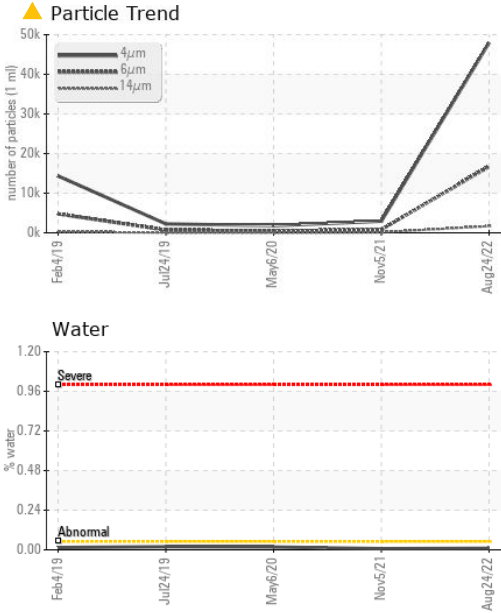 Particle Trend
number of particles (1 ml)
50k
40k
30k
20k
10k
0k
4μm
6μm
14μm
Feb4/19
Jul24/19
May6/20
Nov5/21
Aug24/22
Water
% water
1.20
0.96
0.72
0.48
0.24
0.00
Severe
Abnormal
Feb4/19
Jul24/19
May6/20
Nov5/21
Aug24/22